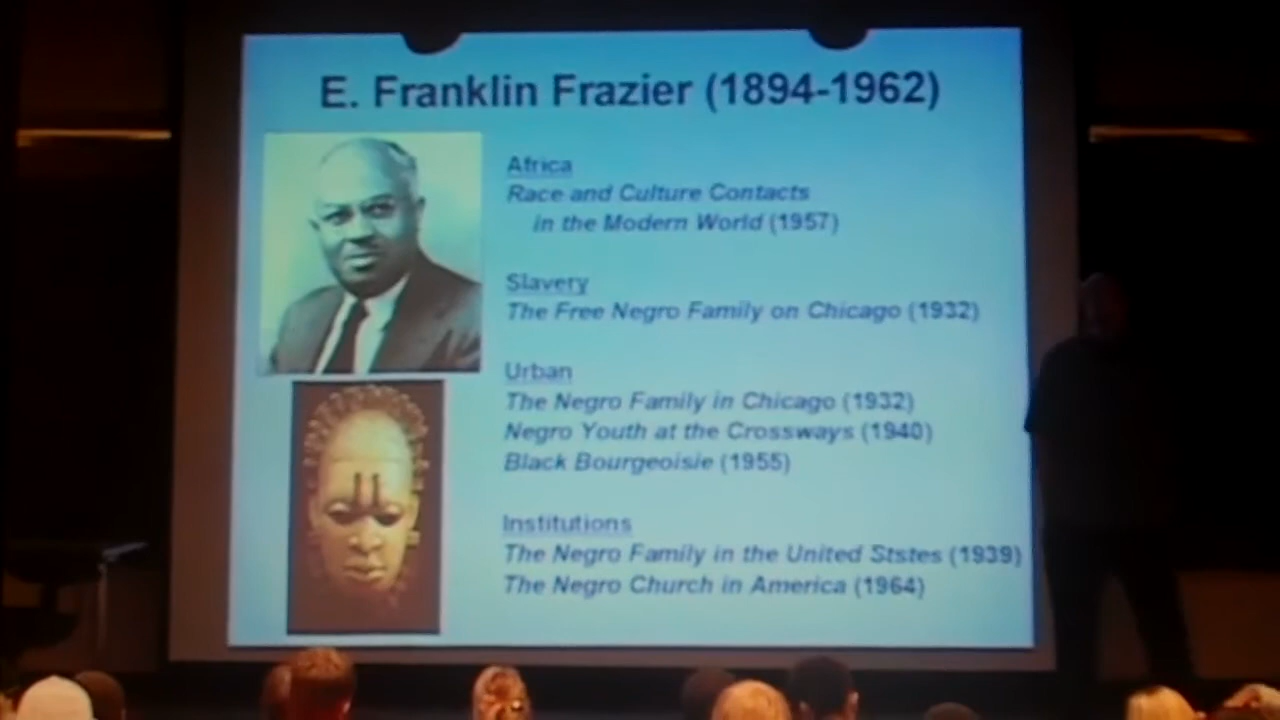 E. Franklin Frazier (1894-1962)
Africa
Race and Culture Contacts
in the Modern World (1957)
Slavery
The Free Negro Family on Chicago (1932)
Urban
The Negro Family in Chicago (1932)
Negro Youth at the Crossways (1940)
Black Bourgeoisie (1955)
Institutions
The Negro Family in the United Ststes (1939)
The Negro Church in America (1964)